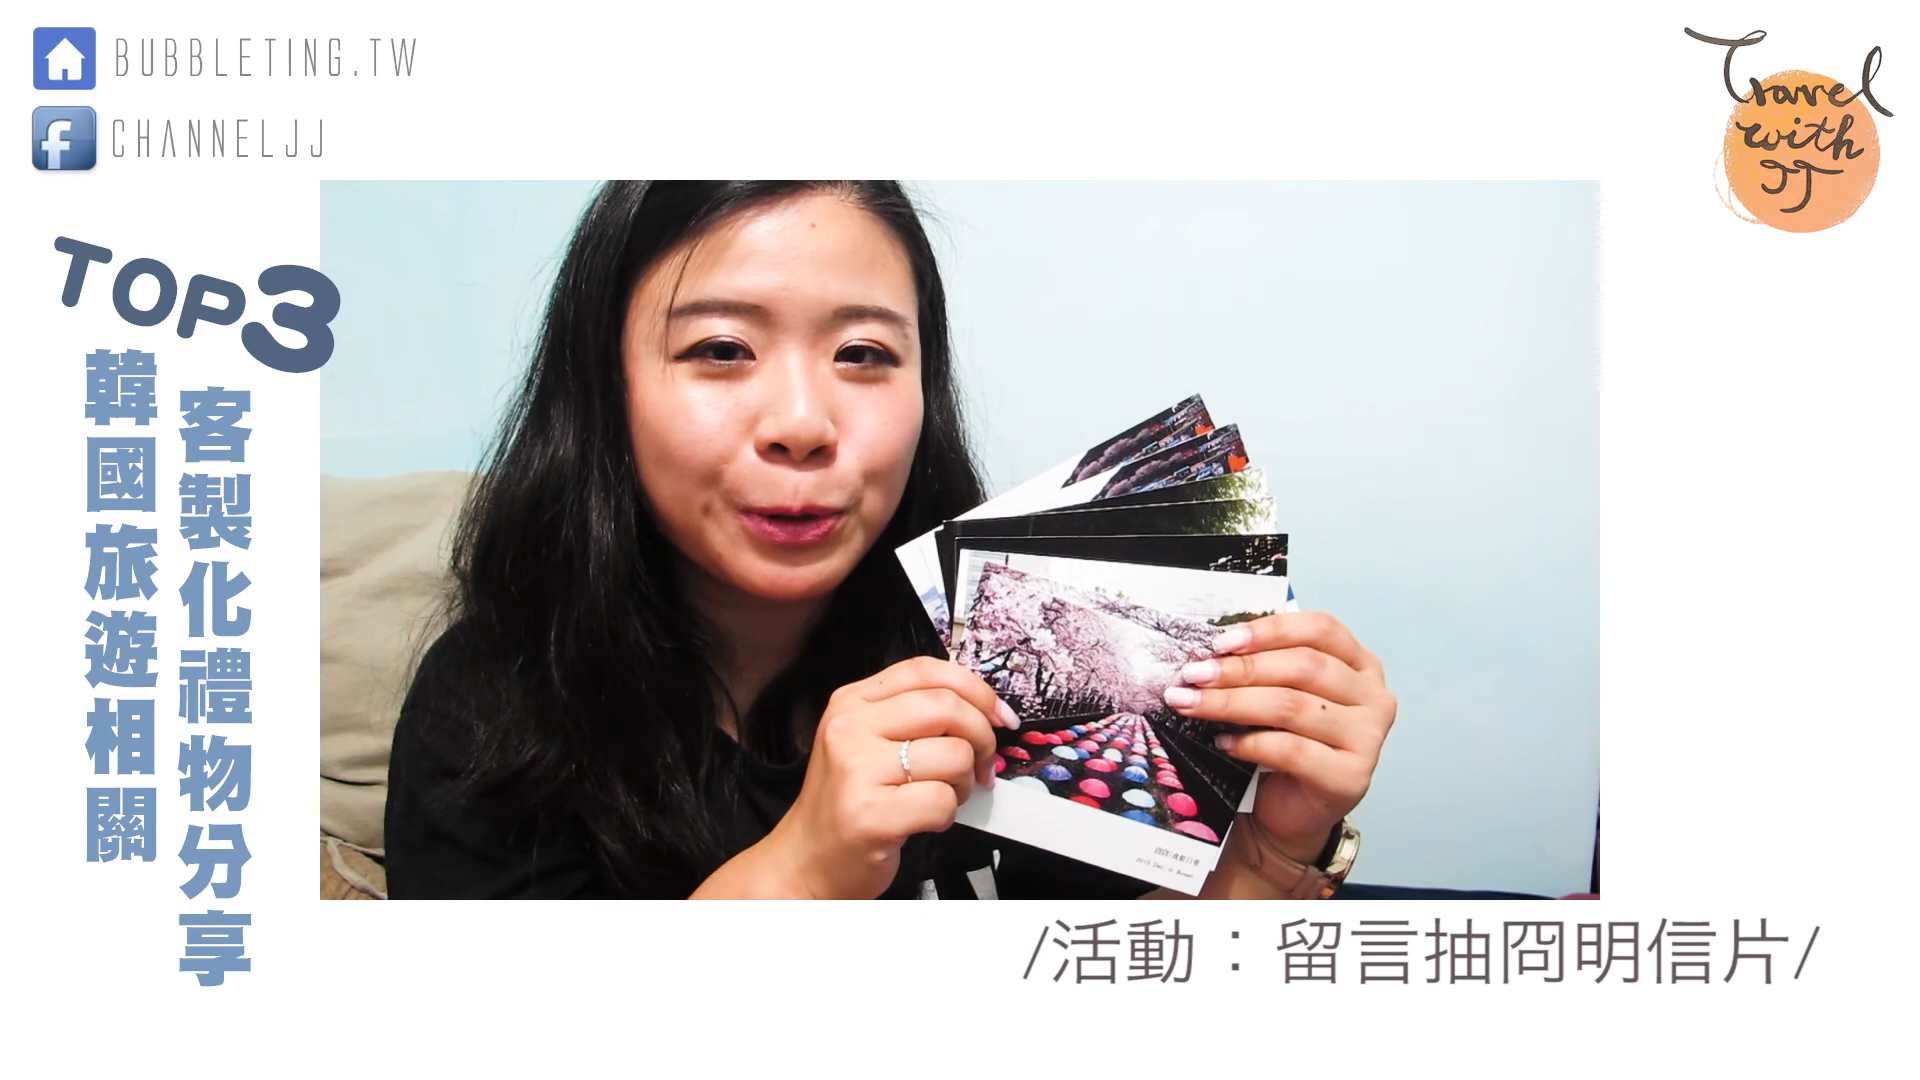 BUBBLETING.TW
CHANNELJJ
Travel
with
JJ
TOP3
韓國旅遊相關
客製化禮物分享
/活動：留言抽冏明信片/